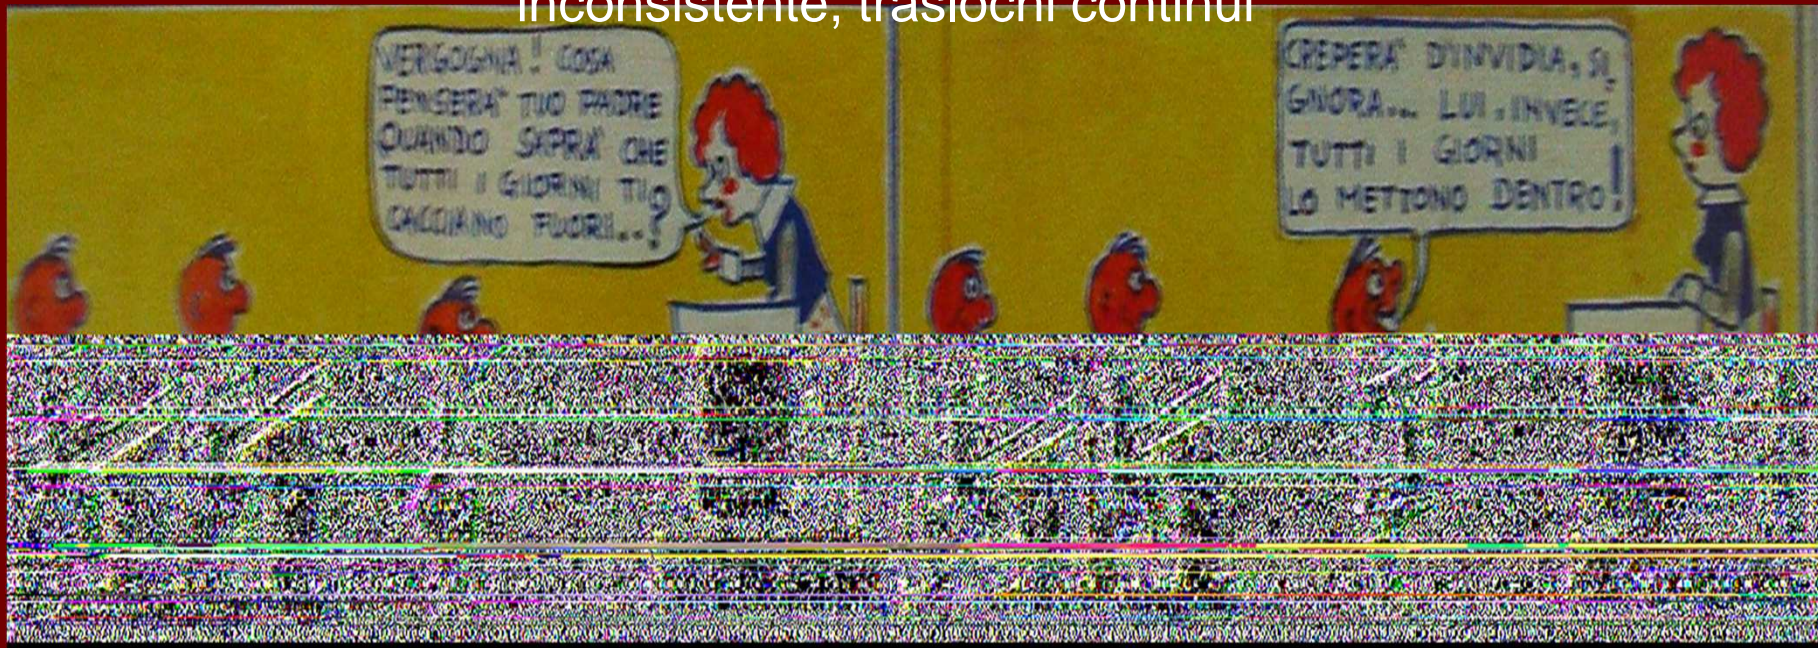 inconsistente, traslochi continui
VERGOGNA! COSA
PENSERA' TUO PADRE
QUANDO SAPRA' CHE
TUTTI I GIORNI TI
CACCIANO FUORI..?
CREPERA' D'INVIDIA, SI,
GNORA... LUI, INVECE,
TUTTI I GIORNI
LO METTONO DENTRO!